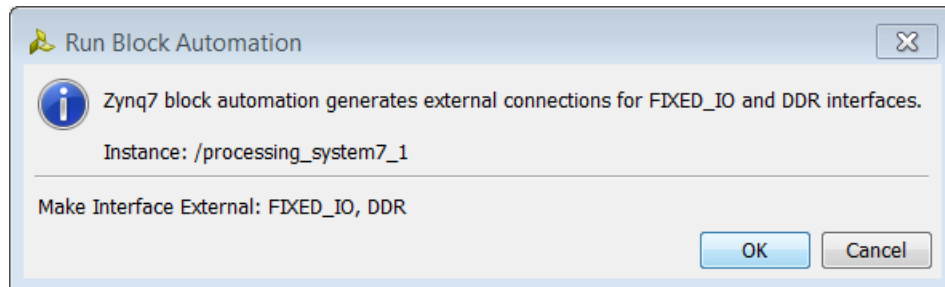 Run Block Automation
Zynq7 block automation generates external connections for FIXED_IO and DDR interfaces.
Instance: /processing_system7_1
Make Interface External: FIXED_IO, DDR
OK Cancel